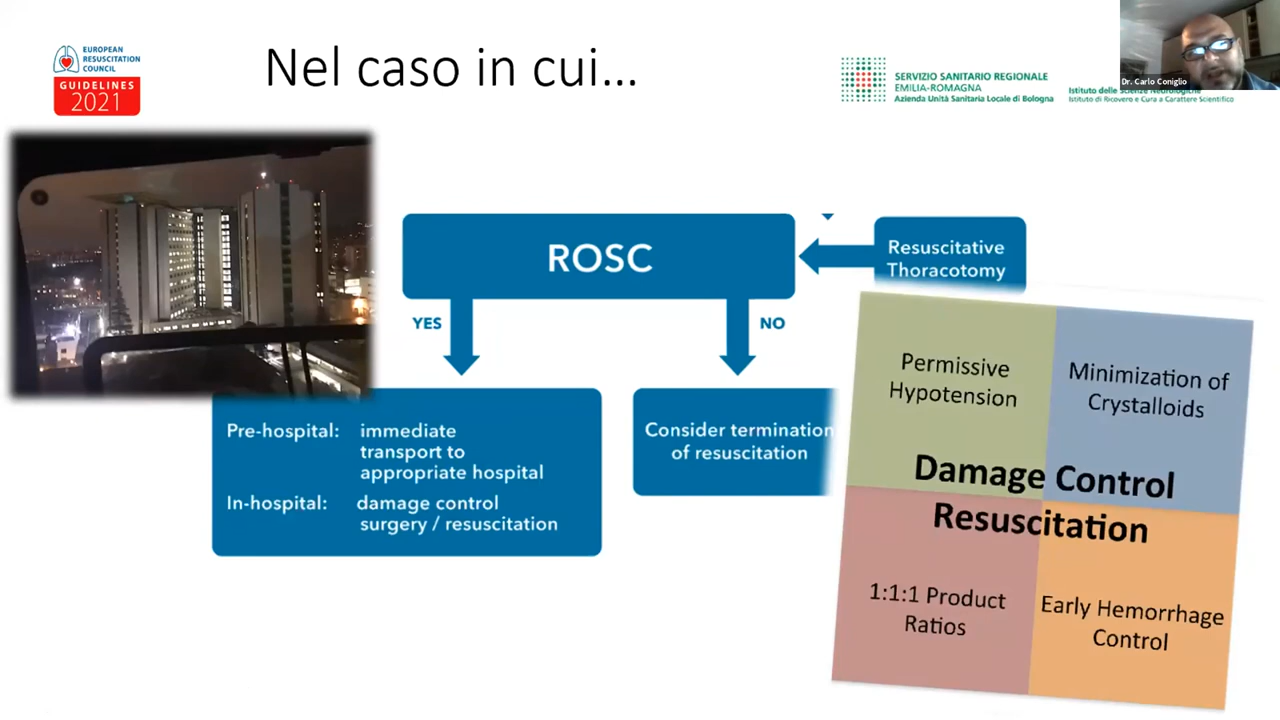 EUROPEAN
RESUSCITATION
COUNCIL
GUIDELINES
2021
Nel caso in cui...
SERVIZIO SANITARIO REGIONALE
EMILIA-ROMAGNA
Azienda Unità Sanitaria Locale di Bologna
Istituto delle Scienze Neurologiche
Istituto di Ricovero e Cura a Carattere Scientifico
Dr. Carlo Coniglio
ROSC
Resuscitative
Thoracotomy
YES
NO
Pre-hospital: immediate
transport to
appropriate hospital
In-hospital: damage control
surgery / resuscitation
Consider termination
of resuscitation
Permissive
Hypotension
Minimization of
Crystalloids
Damage Control
Resuscitation
1:1:1 Product
Ratios
Early Hemorrhage
Control